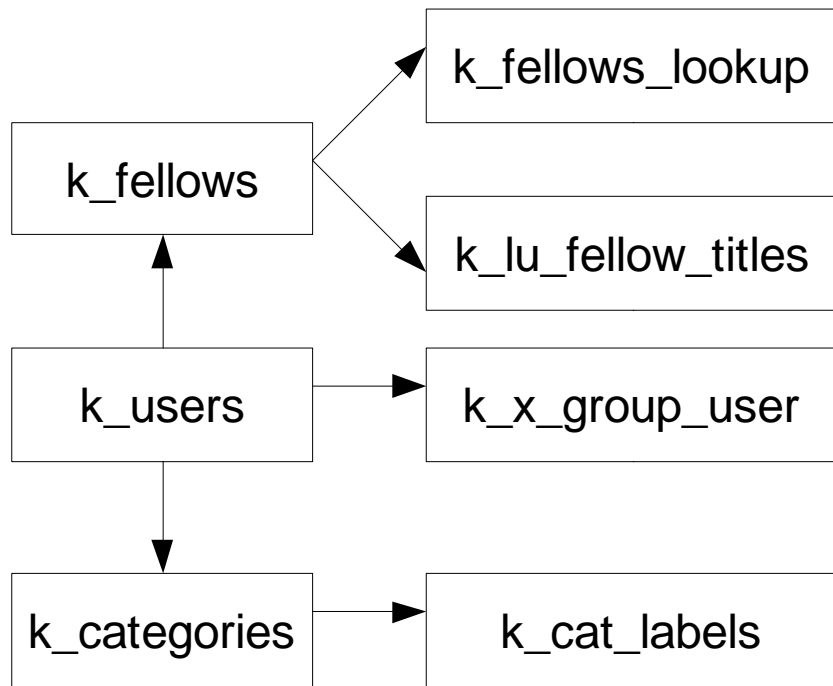 k_fellows_lookup
k_fellows
k_lu_fellow_titles
k_users
k_x_group_user
k_categories
k_cat_labels